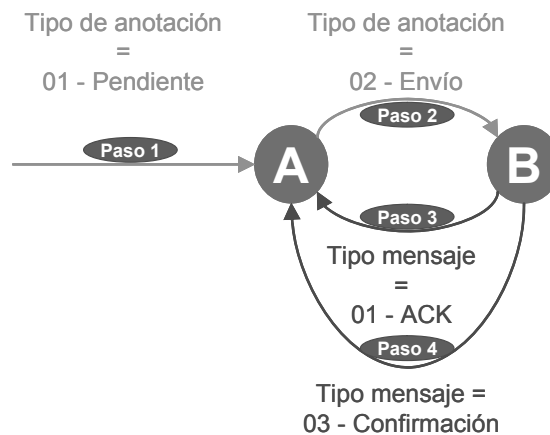 Tipo de anotación
=
01 - Pendiente
Tipo de anotación
=
02 - Envío
Paso 1
Paso 2
A
B
Paso 3
Tipo mensaje
=
01 - ACK
Paso 4
Tipo mensaje =
03 - Confirmación